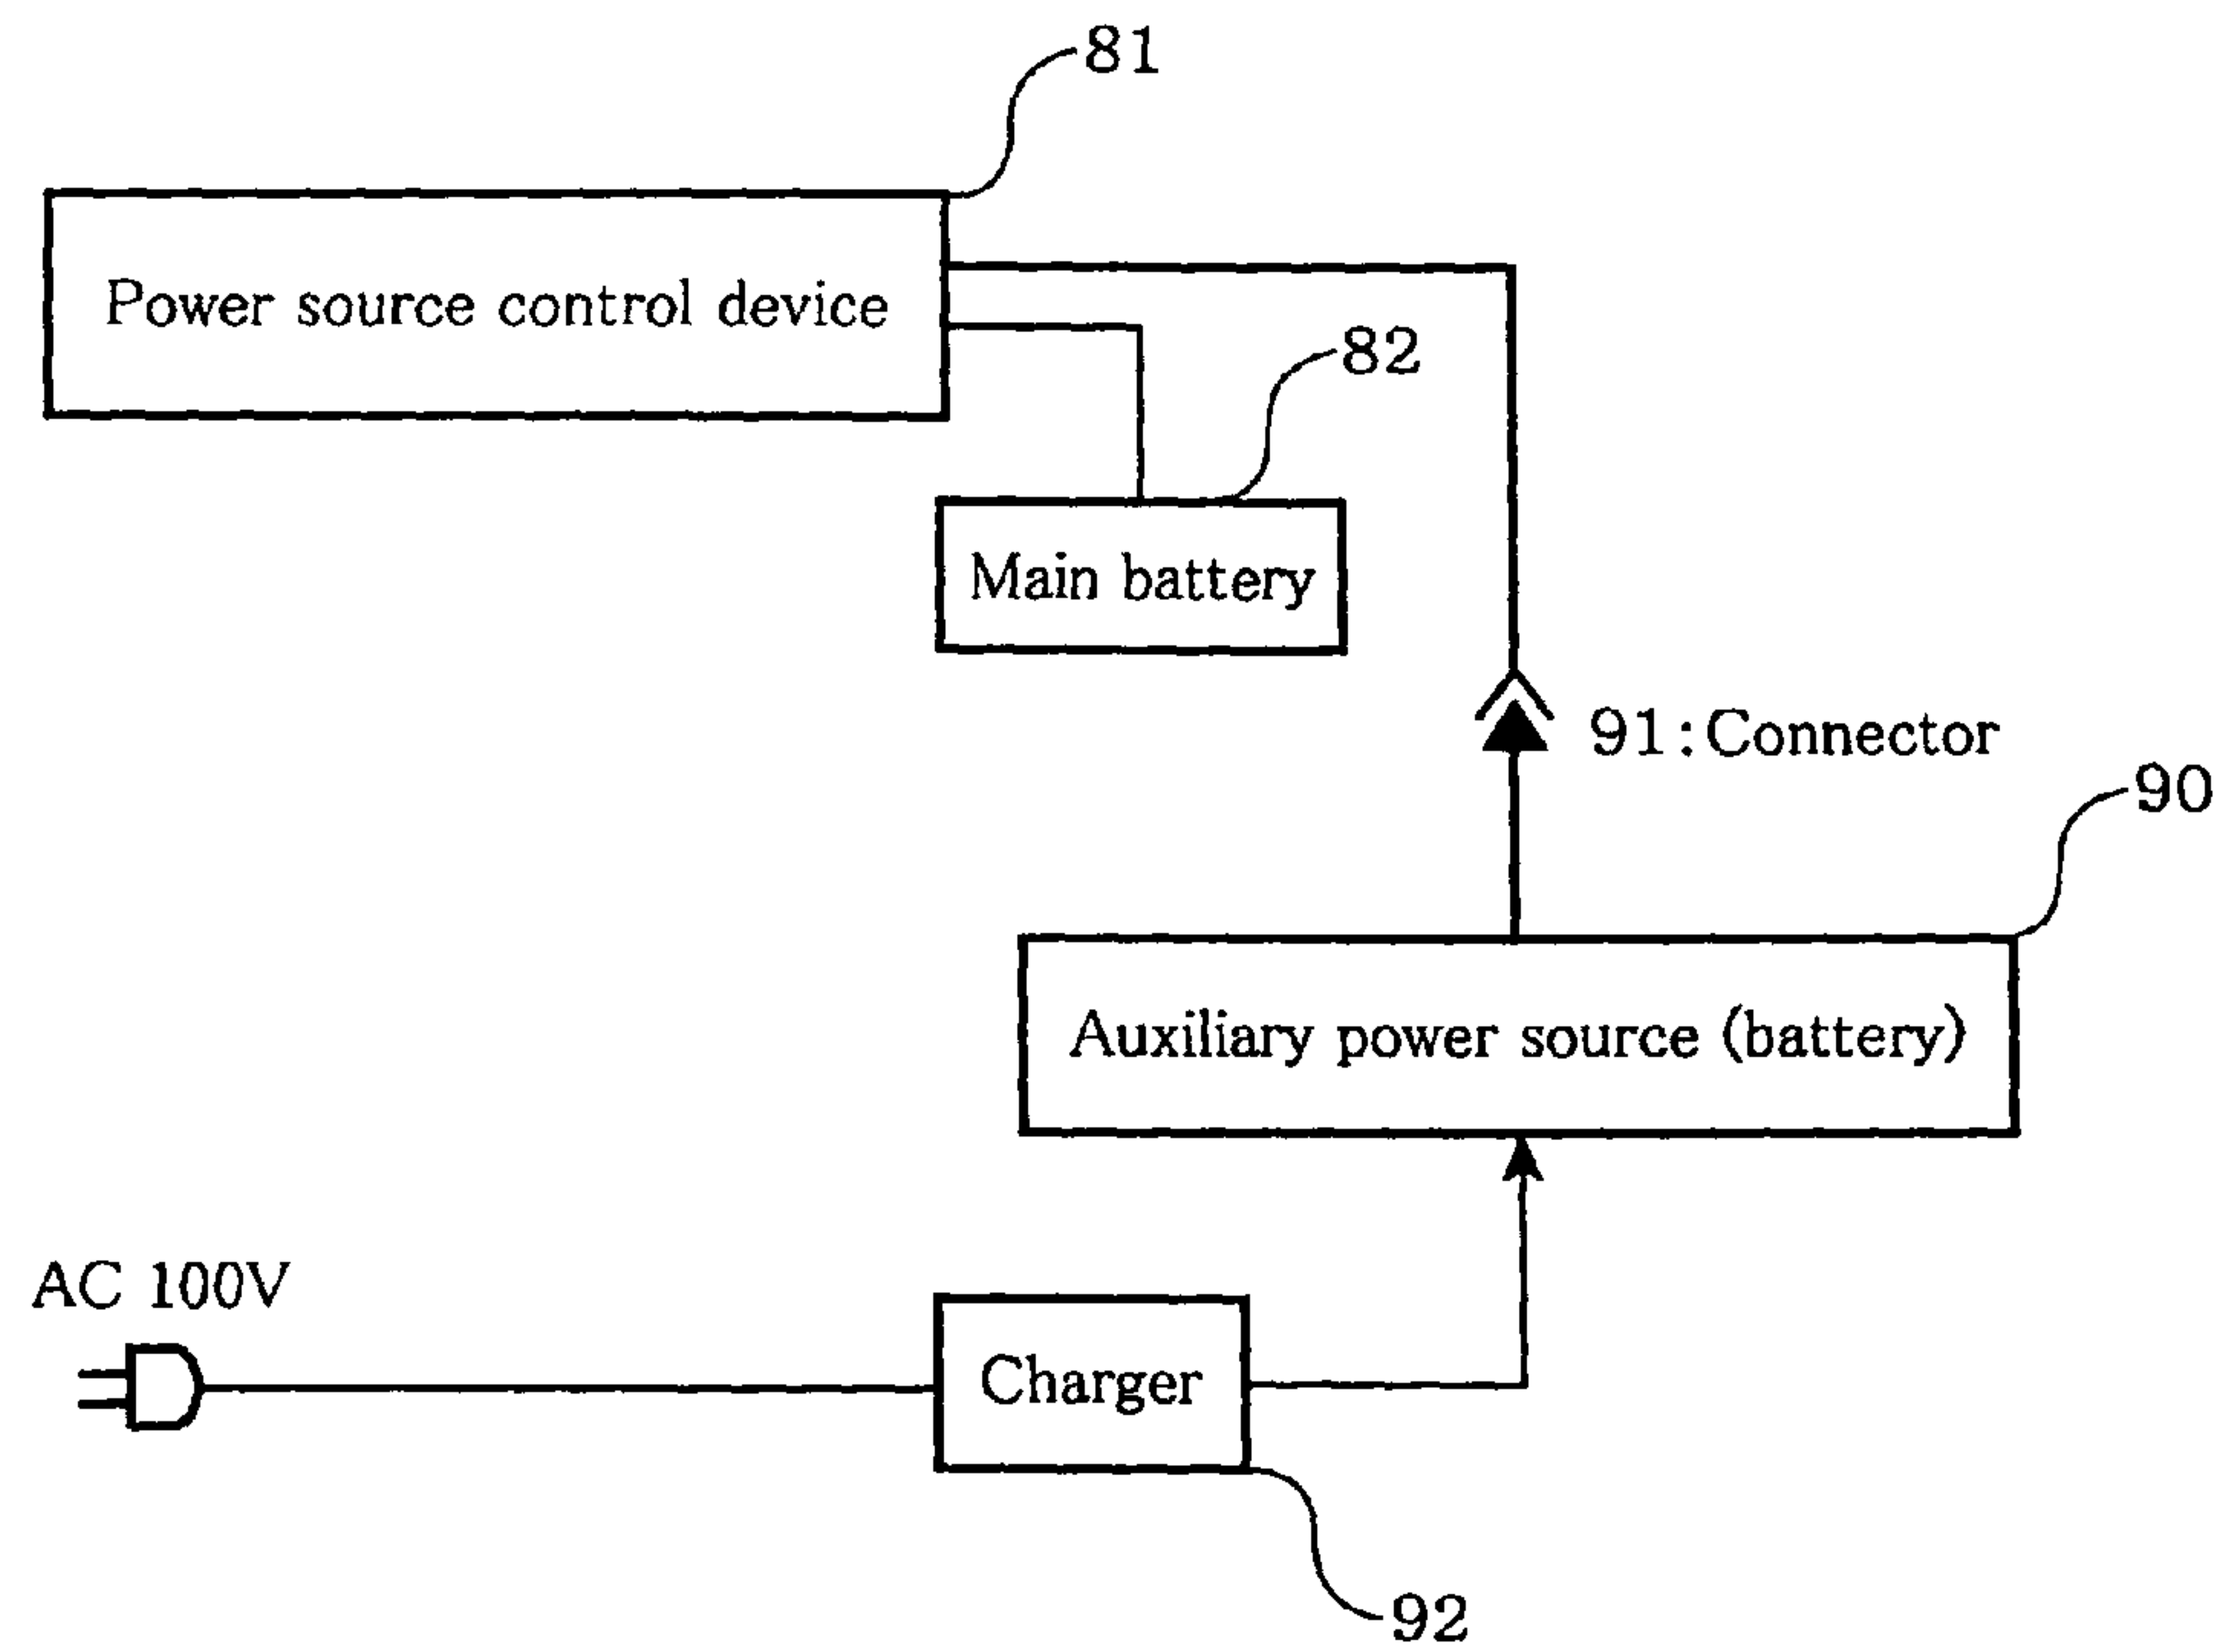 81
Power source control device
82
Main battery
91:Connector
90
Auxiliary power source (battery)
AC 100V
Charger
92